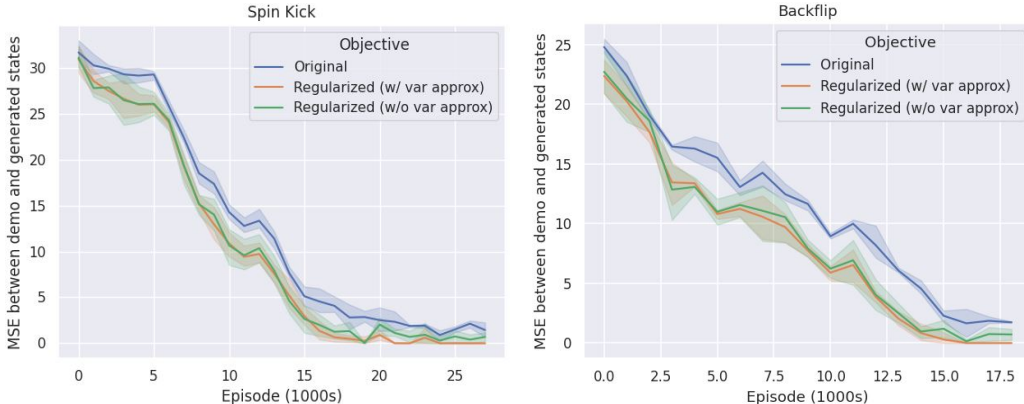 Spin Kick
MSE between demo and generated states
30
25
20
15
10
5
0
Objective
Original
Regularized (w/ var approx)
Regularized (w/o var approx)
0 5 10 15 20 25
Episode (1000s)
Backflip
MSE between demo and generated states
25
20
15
10
5
0
Objective
Original
Regularized (w/ var approx)
Regularized (w/o var approx)
0.0 2.5 5.0 7.5 10.0 12.5 15.0 17.5
Episode (1000s)